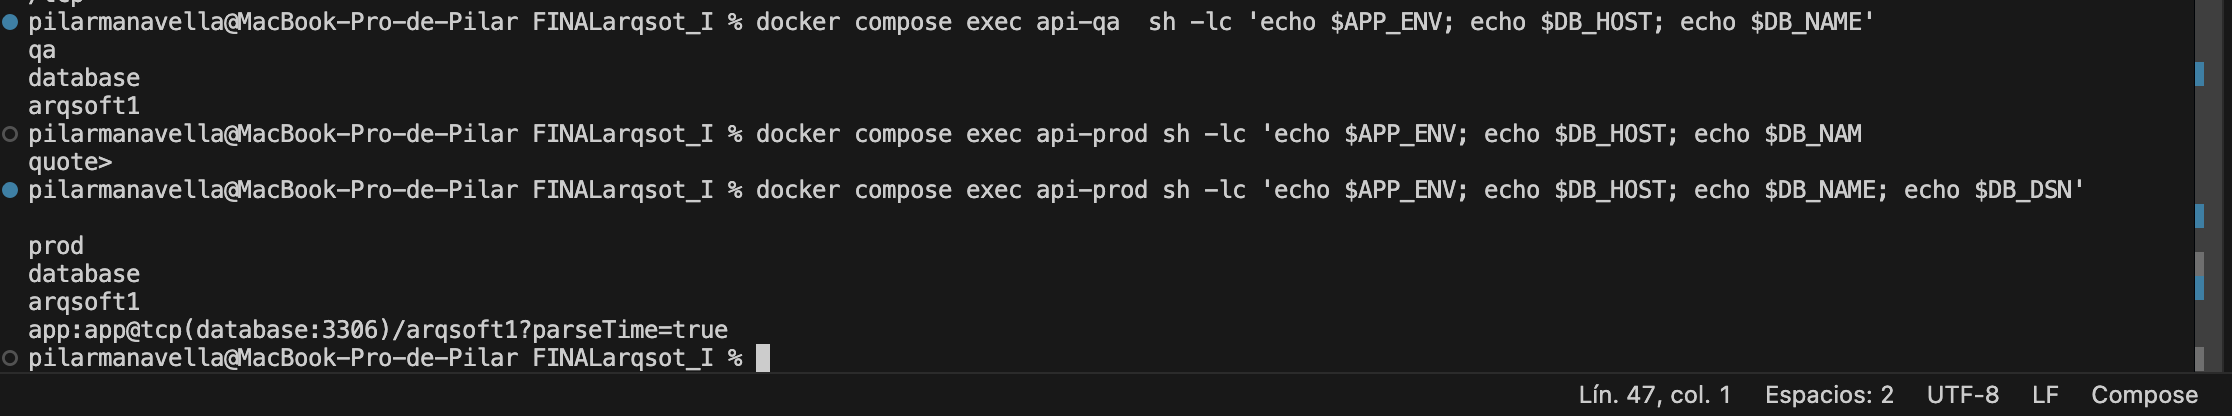 /tcp
pilarmanavella@MacBook-Pro-de-Pilar FINALarqsot_I % docker compose exec api-qa  sh -lc 'echo $APP_ENV; echo $DB_HOST; echo $DB_NAME'
qa
database
arqsoft1
pilarmanavella@MacBook-Pro-de-Pilar FINALarqsot_I % docker compose exec api-prod sh -lc 'echo $APP_ENV; echo $DB_HOST; echo $DB_NAM
quote>
pilarmanavella@MacBook-Pro-de-Pilar FINALarqsot_I % docker compose exec api-prod sh -lc 'echo $APP_ENV; echo $DB_HOST; echo $DB_NAME; echo $DB_DSN'
prod
database
arqsoft1
app:app@tcp(database:3306)/arqsoft1?parseTime=true
pilarmanavella@MacBook-Pro-de-Pilar FINALarqsot_I %
Lín. 47, col. 1 Espacios: 2 UTF-8 LF Compose